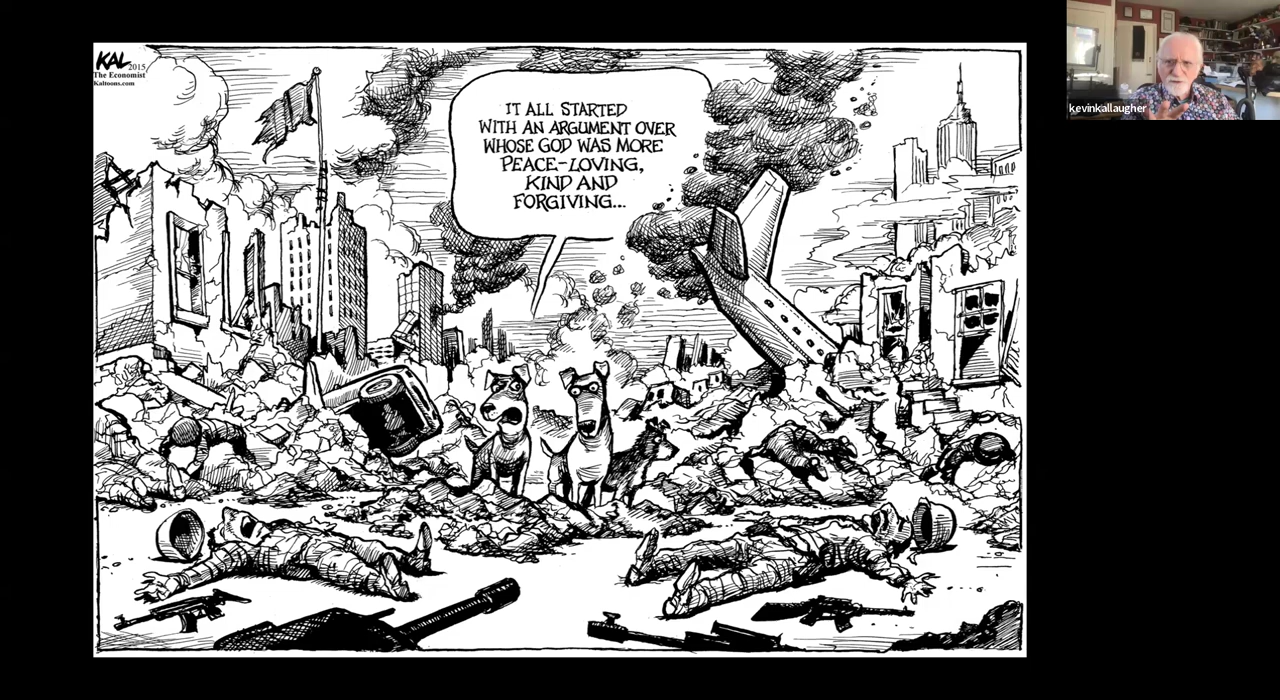 KAL 2015
The Economist
Kaltoons.com
IT ALL STARTED
WITH AN ARGUMENT OVER
WHOSE GOD WAS MORE
PEACE-LOVING,
KIND AND
FORGIVING...
kevinkallaugher